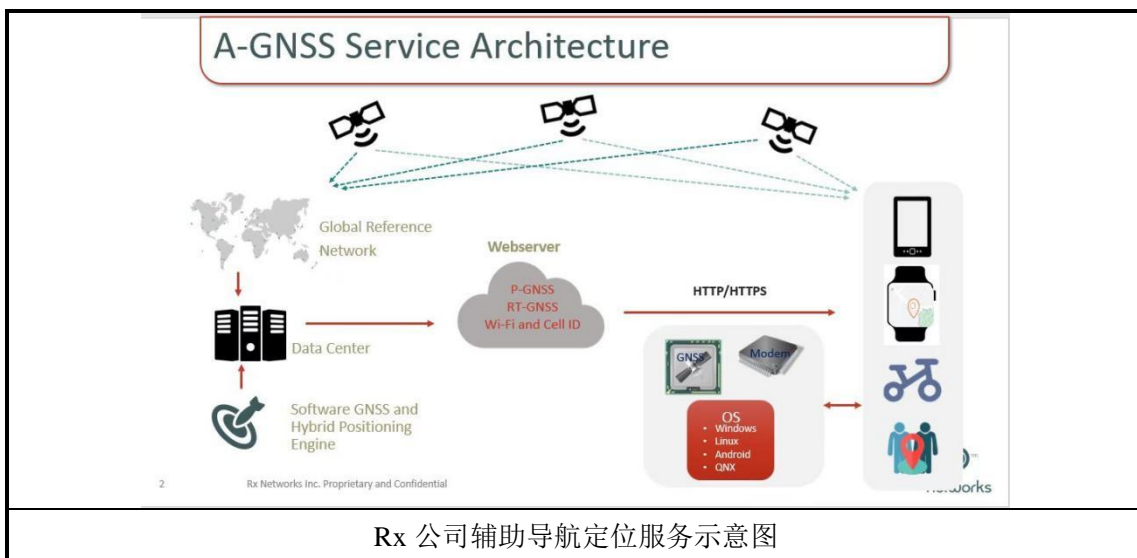 A-GNSS Service Architecture
Global Reference
Network
Webserver
P-GNSS
RT-GNSS
Wi-Fi and Cell ID
HTTP/HTTPS
Data Center
GNSS
Modem
Software GNSS and
Hybrid Positioning
Engine
OS
• Windows
• Linux
• Android
• QNX
2
Rx Networks Inc. Proprietary and Confidential
Rx 公司辅助导航定位服务示意图